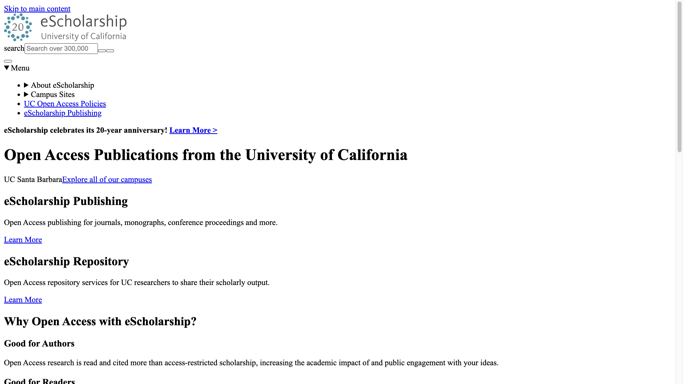 Skip to main content
20 eScholarship
University of California
search Search over 300,000
▼ Menu
• ▶ About eScholarship
• ▶ Campus Sites
• UC Open Access Policies
• eScholarship Publishing
eScholarship celebrates its 20-year anniversary! Learn More >
Open Access Publications from the University of California
UC Santa BarbaraExplore all of our campuses
eScholarship Publishing
Open Access publishing for journals, monographs, conference proceedings and more.
Learn More
eScholarship Repository
Open Access repository services for UC researchers to share their scholarly output.
Learn More
Why Open Access with eScholarship?
Good for Authors
Open Access research is read and cited more than access-restricted scholarship, increasing the academic impact of and public engagement with your ideas.
Good for Readers